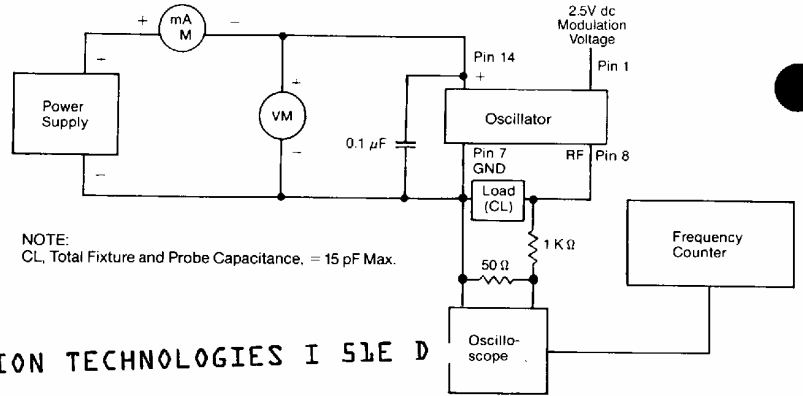 2.5V dc
Modulation
Voltage
+ mA M −
Pin 14
Pin 1
+
+
+
Power
Supply
VM
Oscillator
0.1 µF
−
−
Pin 7
GND
RF
Pin 8
Load
(CL)
NOTE:
CL, Total Fixture and Probe Capacitance, = 15 pF Max.
1 KΩ
50 Ω
Frequency
Counter
Oscillo-
scope
ION TECHNOLOGIES I 51E D